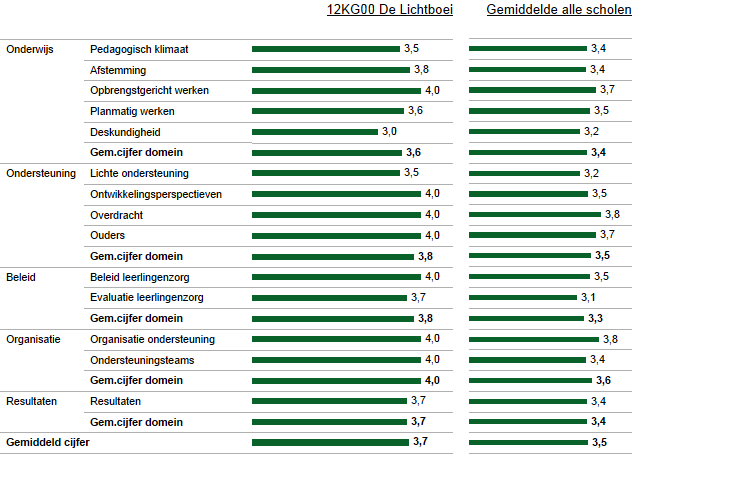 12KG00 De Lichtboei Gemiddelde alle scholen
Onderwijs Pedagogisch klimaat 3,5 3,4
Afstemming 3,8 3,4
Opbrengstgericht werken 4,0 3,7
Planmatig werken 3,6 3,5
Deskundigheid 3,0 3,2
Gem.cijfer domein 3,6 3,4
Ondersteuning Lichte ondersteuning 3,5 3,2
Ontwikkelingsperspectieven 4,0 3,5
Overdracht 4,0 3,8
Ouders 4,0 3,7
Gem.cijfer domein 3,8 3,5
Beleid Beleid leerlingenzorg 4,0 3,5
Evaluatie leerlingenzorg 3,7 3,1
Gem.cijfer domein 3,8 3,3
Organisatie Organisatie ondersteuning 4,0 3,8
Ondersteuningsteams 4,0 3,4
Gem.cijfer domein 4,0 3,6
Resultaten Resultaten 3,7 3,4
Gem.cijfer domein 3,7 3,4
Gemiddeld cijfer 3,7 3,5